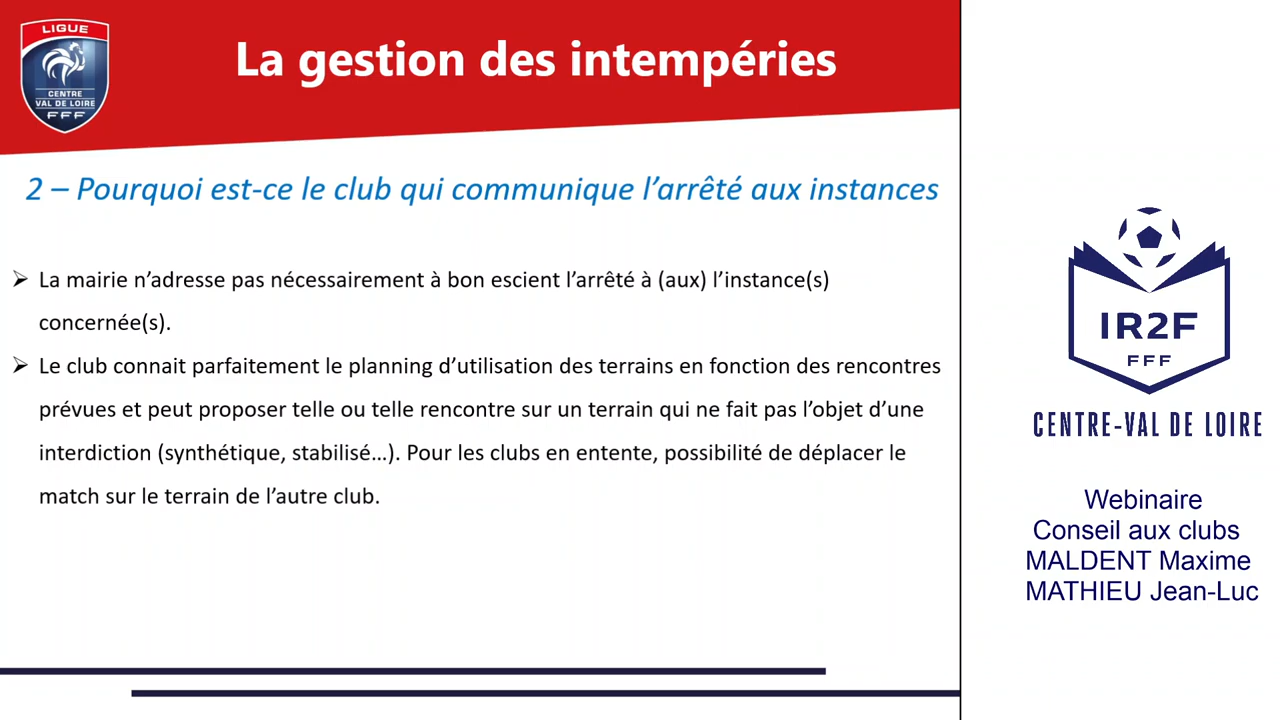 LIGUE
CENTRE
VAL DE LOIRE
FFF
La gestion des intempéries
2 – Pourquoi est-ce le club qui communique l’arrêté aux instances
➢ La mairie n’adresse pas nécessairement à bon escient l’arrêté à (aux) l’instance(s)
concernée(s).
➢ Le club connait parfaitement le planning d’utilisation des terrains en fonction des rencontres
prévues et peut proposer telle ou telle rencontre sur un terrain qui ne fait pas l’objet d’une
interdiction (synthétique, stabilisé…). Pour les clubs en entente, possibilité de déplacer le
match sur le terrain de l’autre club.
IR2F
FFF
CENTRE-VAL DE LOIRE
Webinaire
Conseil aux clubs
MALDENT Maxime
MATHIEU Jean-Luc